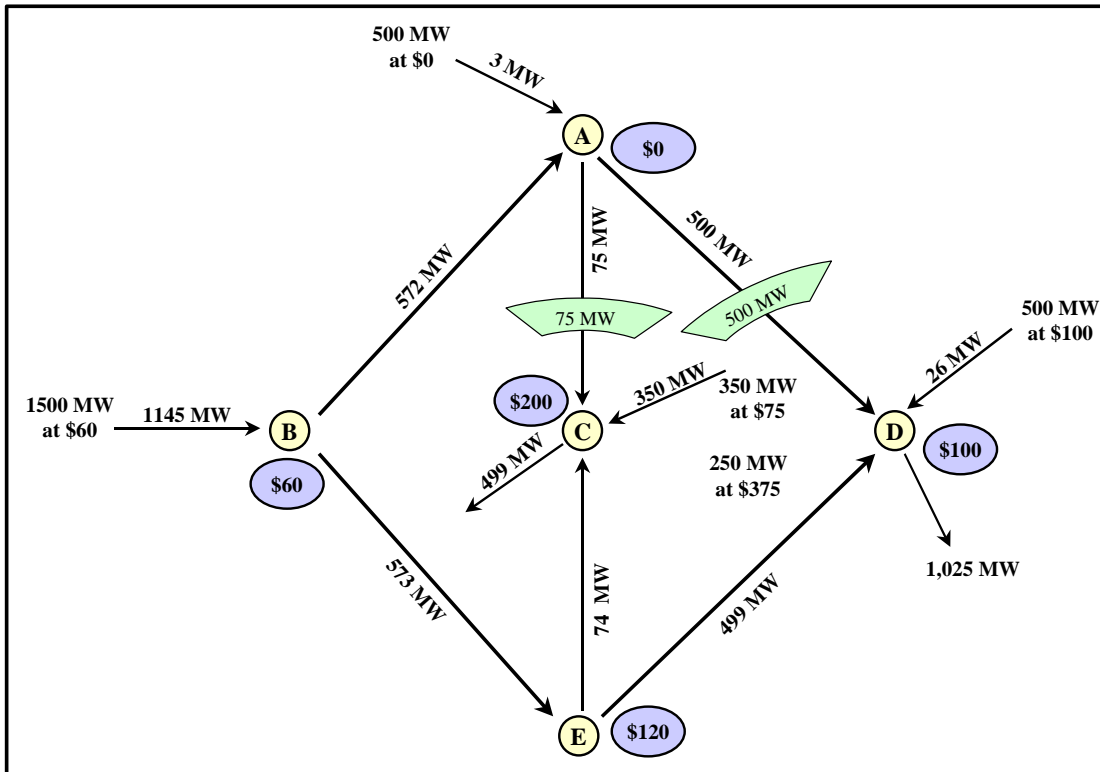 500 MW
at $0
3 MW
A
$0
572 MW
75 MW
500 MW
75 MW
500 MW
500 MW
at $100
26 MW
1500 MW
at $60
1145 MW
B
$60
$200
C
350 MW
350 MW
at $75
250 MW
at $375
499 MW
D
$100
1,025 MW
573 MW
74 MW
499 MW
E
$120